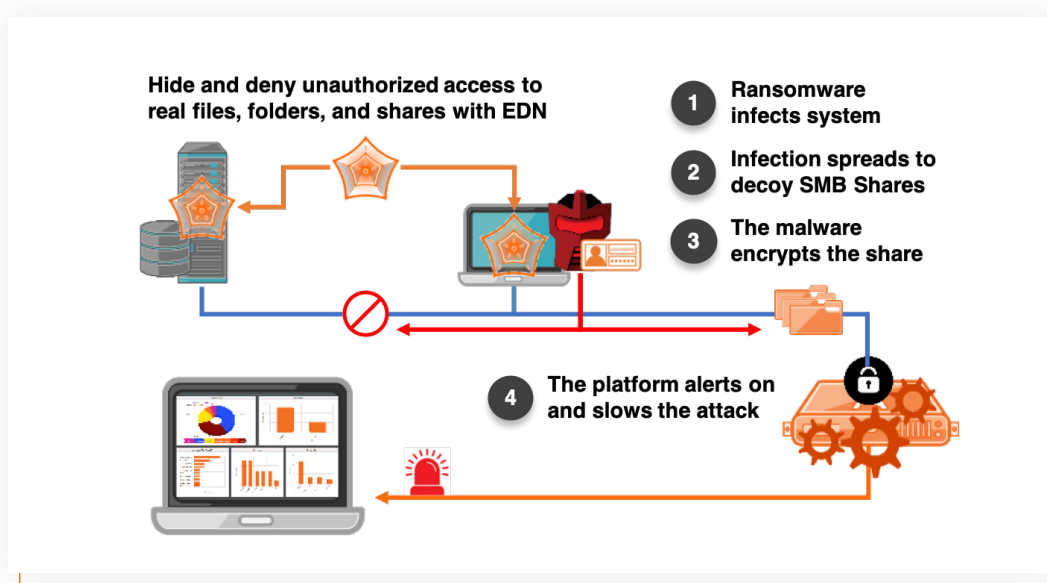 Hide and deny unauthorized access to
real files, folders, and shares with EDN
1
Ransomware
infects system
2
Infection spreads to
decoy SMB Shares
3
The malware
encrypts the share
4
The platform alerts on
and slows the attack